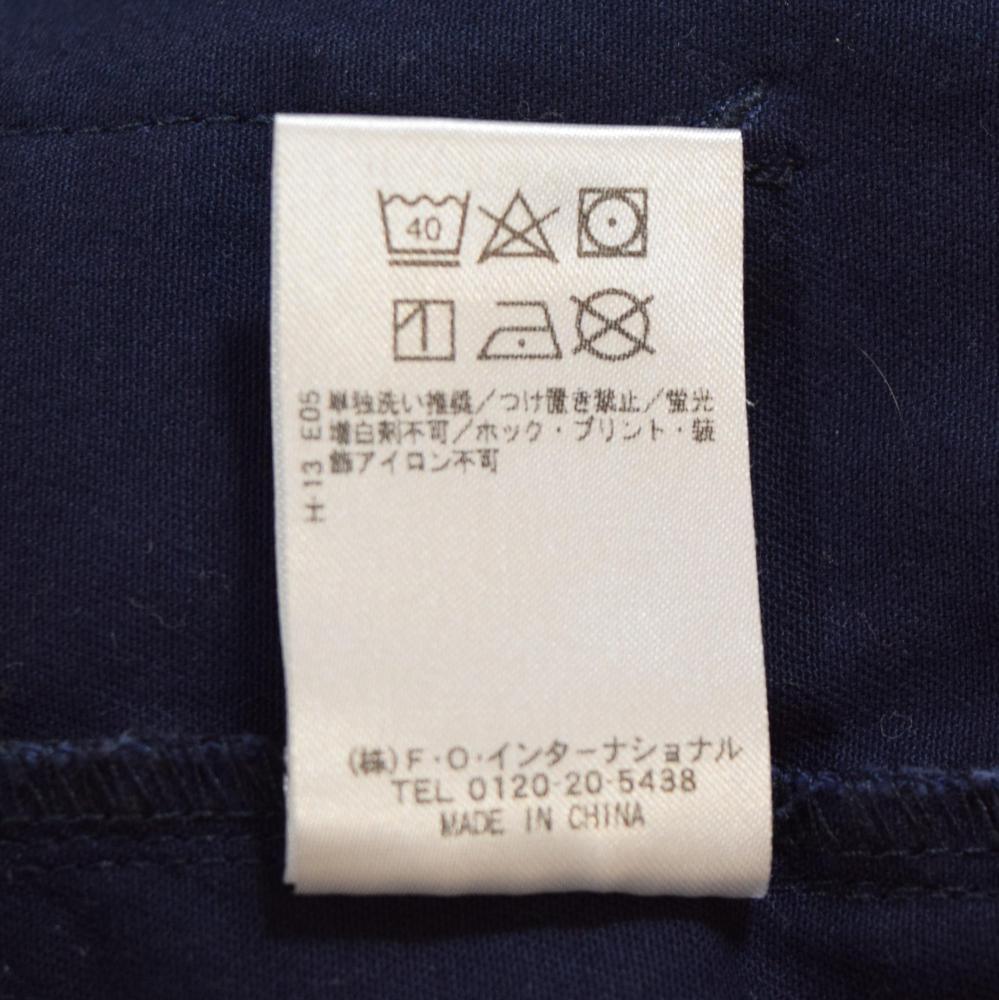 40
単独洗い推奨/つけ置き禁止/蛍光
増白剤不可/ホック・プリント・装
飾アイロン不可
H-13 E05
(株)F・O・インターナショナル
TEL 0120-20-5438
MADE IN CHINA